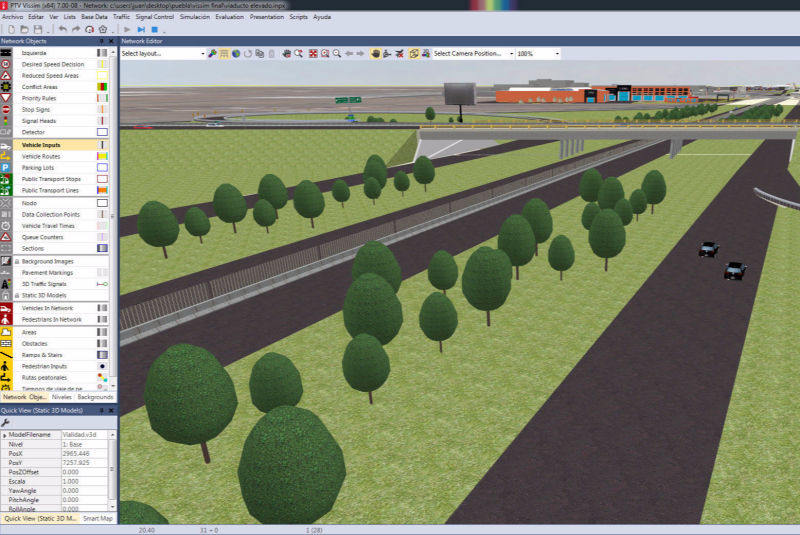 PTV Vissim (x64) 7.00-08 - Network: c:\users\juan\desktop\puebla\vissim final\viaducto elevado.inpx
Archivo Editar Ver Lists Base Data Traffic Signal Control Simulación Evaluation Presentation Scripts Ayuda
Network Objects
Network Editor
Select layout...
Select Camera Position...
100%
Izquierda
Desired Speed Decision
Reduced Speed Areas
Conflict Areas
Priority Rules
Stop Signs
Signal Heads
Detector
Vehicle Inputs
Vehicle Routes
Parking Lots
Public Transport Stops
Public Transport Lines
Nodo
Data Collection Points
Vehicle Travel Times
Queue Counters
Sections
Background Images
Pavement Markings
3D Traffic Signals
Static 3D Models
Vehicles In Network
Pedestrians In Network
Areas
Obstacles
Ramps & Stairs
Pedestrian Inputs
Rutas peatonales
Tiempos de viaje de pe
Network Obje... Niveles Backgrounds
Quick View (Static 3D Models)
ModelFilename Vialidad.v3d
Nivel 1: Base
PosX 2965.446
PosY 7257.925
PosZOffset 0.000
Escala 1.000
YawAngle 0.000
PitchAngle 0.000
RollAngle 0.000
Quick View (Static 3D M... Smart Map
20.40 31 ÷ 0 1 (28)